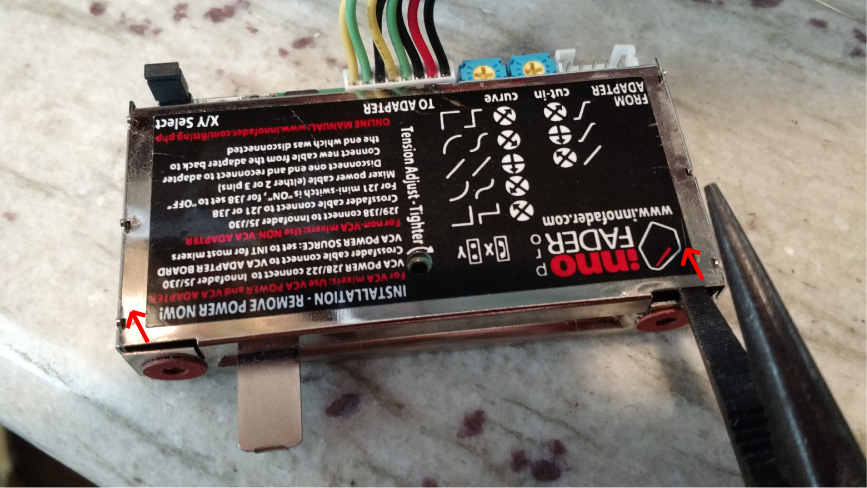 INSTALLATION - REMOVE POWER NOW!
For VCA mixers: Use VCA and POWER VCA ADAPTER
VCA POWER J28/J22 connect to Innofader J5/J30
Crossfader cable connect to VCA ADAPTER BOARD
VCA POWER SOURCE: set to INT for most mixers
For non-VCA mixers: Use NON-VCA ADAPTER
J29/J38 to connect to Innofader J5/J30
Crossfader cable connect to J21 or J38
For J21 mini-switch is "ON", for J38 set to "OFF"
Mixer power cable (either 2 or 3 pins)
Disconnect one end and reconnect to adapter
Connect new cable from the adapter back to
the end which was disconnected
ONLINE MANUAL: www.innofader.com/fitting.php
X/Y Select
Tension Adjust - Tighter
inno
FADER
pro
www.innofader.com
X
Y
curve
cut-in
TO ADAPTER
FROM
ADAPTER